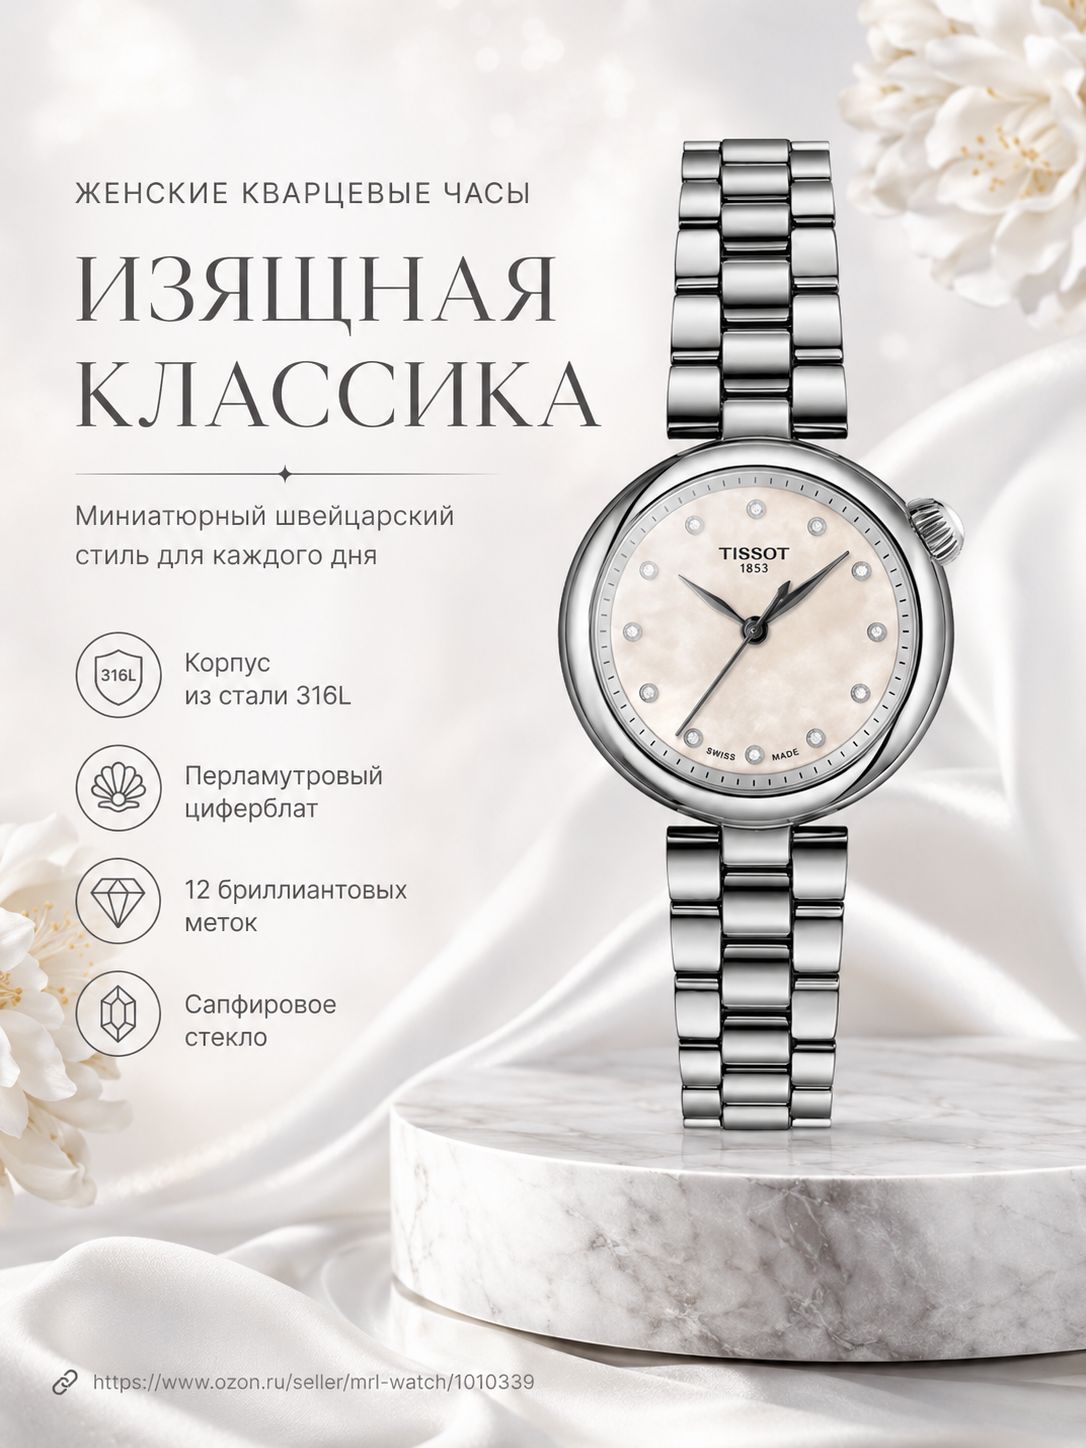 ЖЕНСКИЕ КВАРЦЕВЫЕ ЧАСЫ
ИЗЯЩНАЯ
КЛАССИКА
Миниатюрный швейцарский
стиль для каждого дня
316L
Корпус
из стали 316L
Перламутровый
циферблат
12 бриллиантовых
меток
Сапфировое
стекло
TISSOT
1853
SWISS MADE
https://www.ozon.ru/seller/mrl-watch/1010339